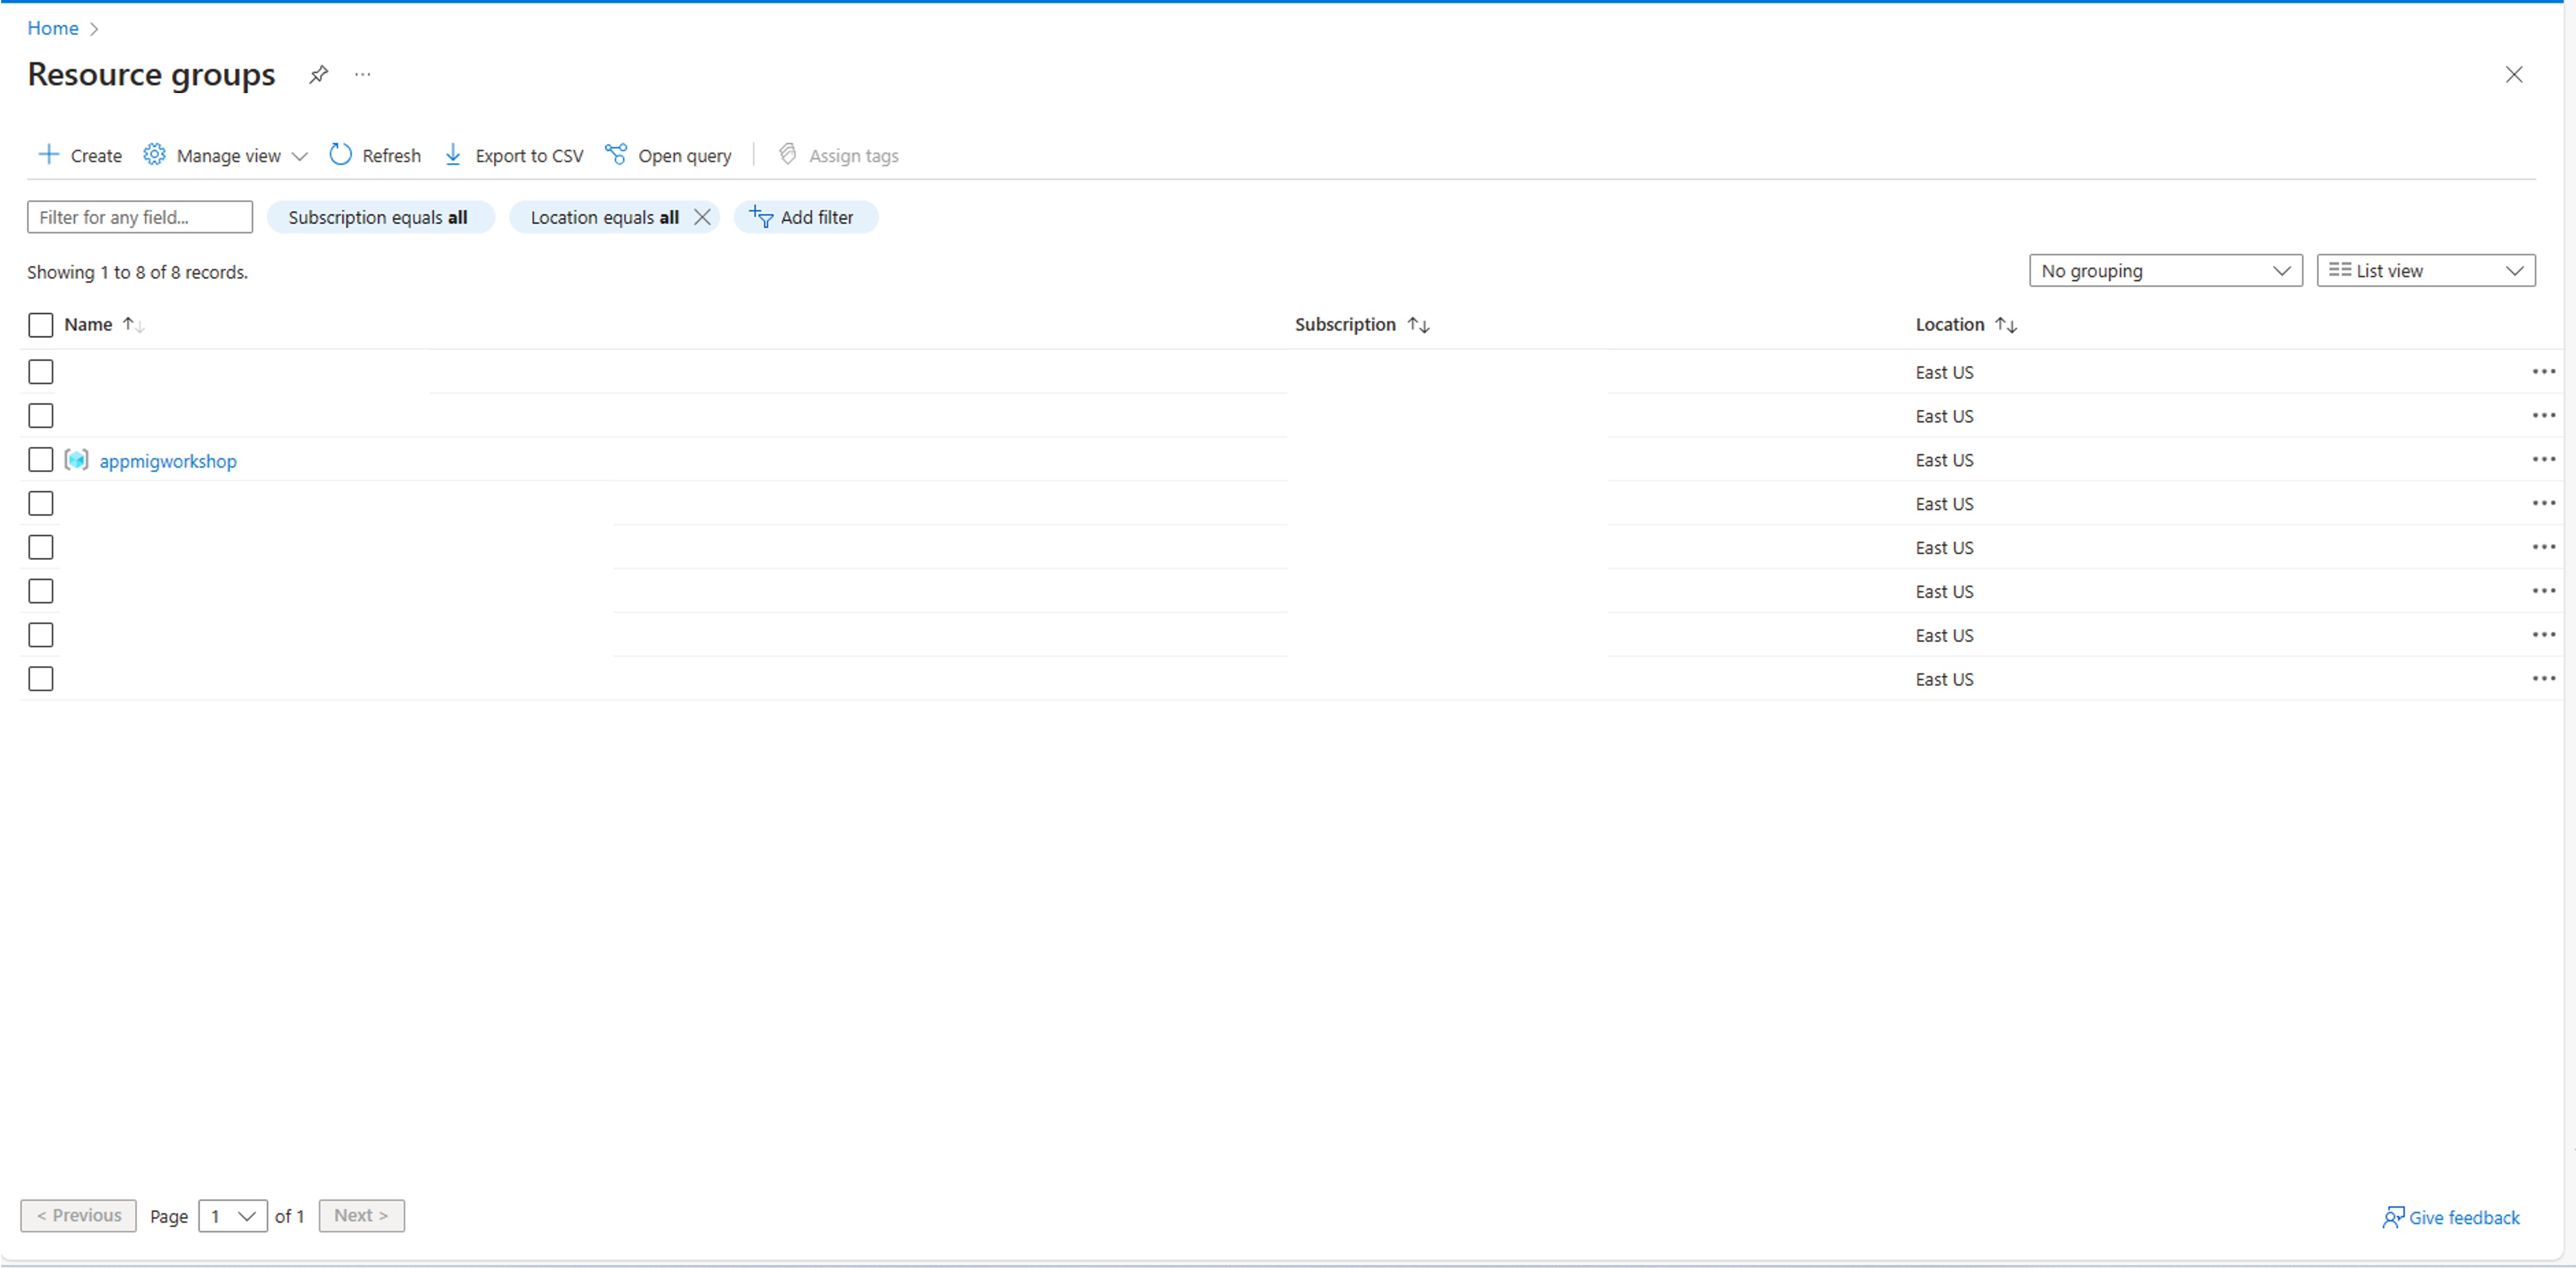 Home
Resource groups
Create Manage view Refresh Export to CSV Open query Assign tags
Filter for any field... Subscription equals all Location equals all Add filter
Showing 1 to 8 of 8 records. No grouping List view
Name Subscription Location
East US
East US
appmigworkshop East US
East US
East US
East US
East US
East US
< Previous Page 1 of 1 Next > Give feedback